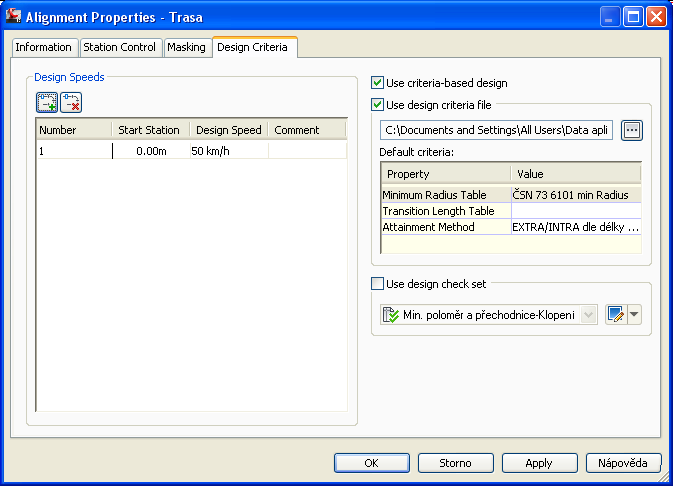 Alignment Properties - Trasa
Information Station Control Masking Design Criteria
Design Speeds
Number Start Station Design Speed Comment
1 0.00m 50 km/h
Use criteria-based design
Use design criteria file
C:\Documents and Settings\All Users\Data apli
Default criteria:
Property Value
Minimum Radius Table ČSN 73 6101 min Radius
Transition Length Table
Attainment Method EXTRA/INTRA dle délky ...
Use design check set
Min. poloměr a přechodnice-Klopení
OK Storno Apply Nápověda